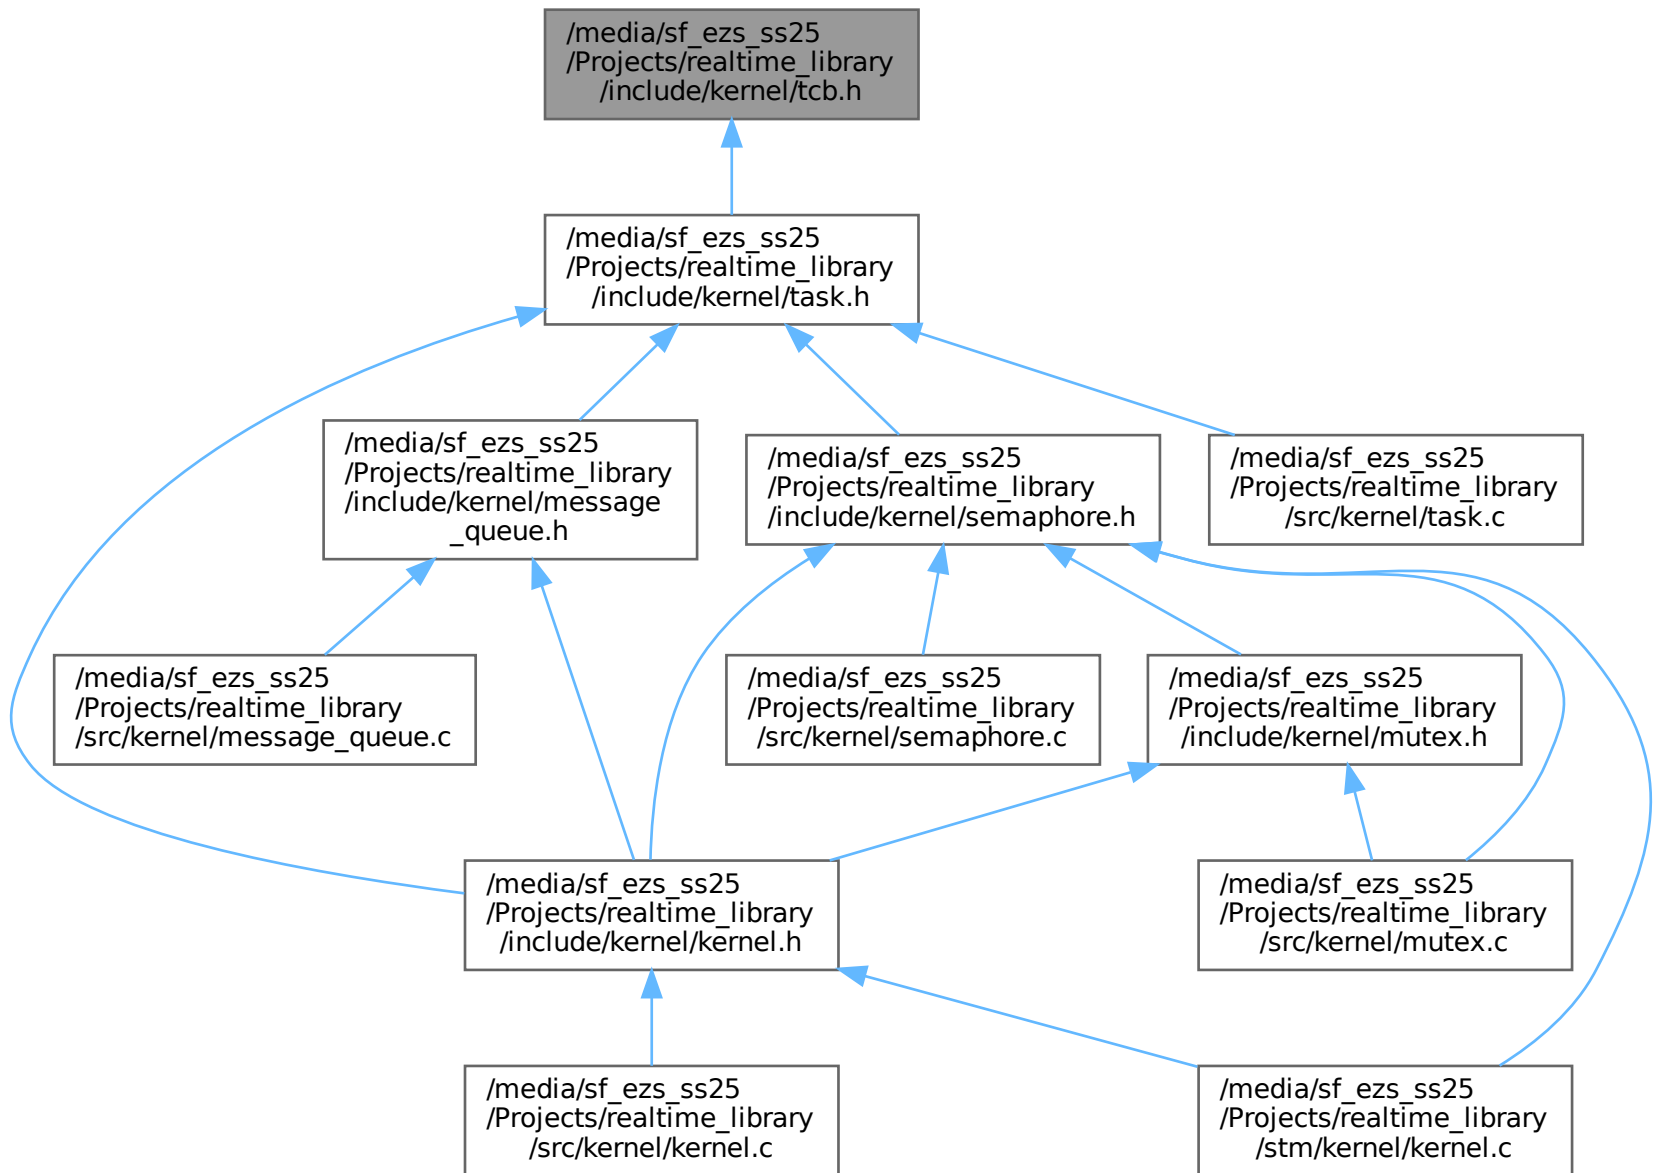 /media/sf_ezs_ss25
/Projects/realtime_library
/include/kernel/tcb.h
/media/sf_ezs_ss25
/Projects/realtime_library
/include/kernel/task.h
/media/sf_ezs_ss25
/Projects/realtime_library
/include/kernel/message
_queue.h
/media/sf_ezs_ss25
/Projects/realtime_library
/include/kernel/semaphore.h
/media/sf_ezs_ss25
/Projects/realtime_library
/src/kernel/task.c
/media/sf_ezs_ss25
/Projects/realtime_library
/src/kernel/message_queue.c
/media/sf_ezs_ss25
/Projects/realtime_library
/src/kernel/semaphore.c
/media/sf_ezs_ss25
/Projects/realtime_library
/include/kernel/mutex.h
/media/sf_ezs_ss25
/Projects/realtime_library
/include/kernel/kernel.h
/media/sf_ezs_ss25
/Projects/realtime_library
/src/kernel/mutex.c
/media/sf_ezs_ss25
/Projects/realtime_library
/src/kernel/kernel.c
/media/sf_ezs_ss25
/Projects/realtime_library
/stm/kernel/kernel.c